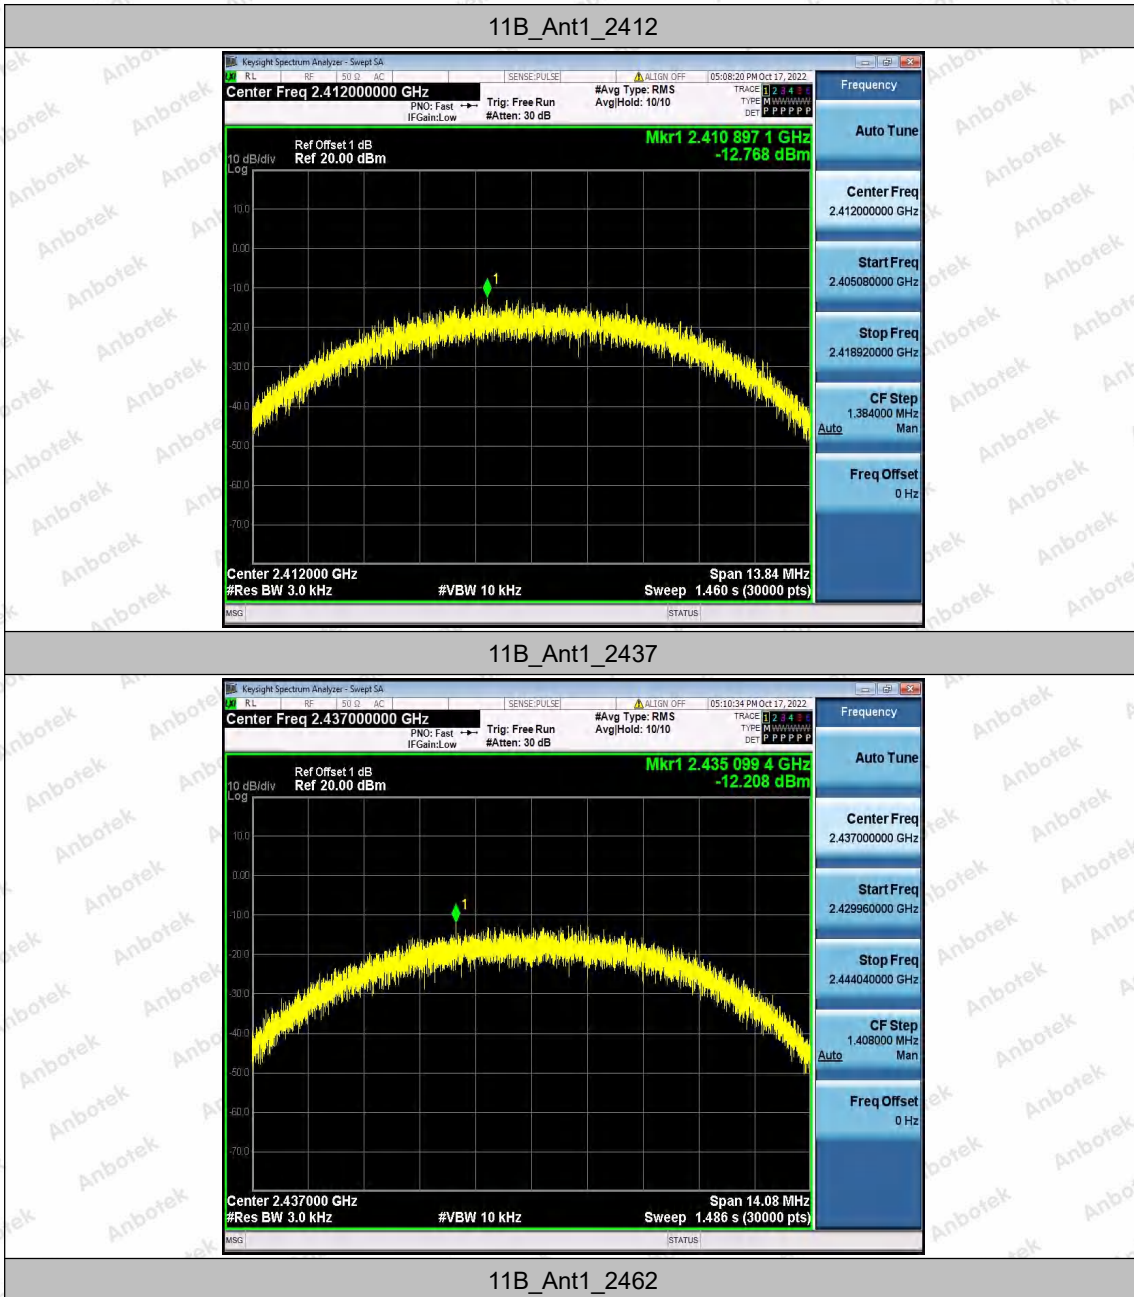 11B_Ant1_2412
Keysight Spectrum Analyzer - Swept SA
RL RF 50 Ω AC SENSE:PULSE ALIGN OFF 05:08:20 PM Oct 17, 2022
Center Freq 2.412000000 GHz
PNO: Fast
IFGain:Low
Trig: Free Run
#Atten: 30 dB
#Avg Type: RMS
Avg|Hold: 10/10
TRACE 1 2 3 4 5 6
TYPE M WWWWW
DET P P P P P P
Ref Offset 1 dB
10 dB/div Ref 20.00 dBm
Log
Mkr1 2.410 897 1 GHz
-12.768 dBm
10.0
0.00
1
-10.0
-20.0
-30.0
-40.0
-50.0
-60.0
-70.0
Center 2.412000 GHz Span 13.84 MHz
#Res BW 3.0 kHz #VBW 10 kHz Sweep 1.460 s (30000 pts)
MSG STATUS
Frequency
Auto Tune
Center Freq
2.412000000 GHz
Start Freq
2.405080000 GHz
Stop Freq
2.418920000 GHz
CF Step
1.384000 MHz
Auto Man
Freq Offset
0 Hz
11B_Ant1_2437
Keysight Spectrum Analyzer - Swept SA
RL RF 50 Ω AC SENSE:PULSE ALIGN OFF 05:10:34 PM Oct 17, 2022
Center Freq 2.437000000 GHz
PNO: Fast
IFGain:Low
Trig: Free Run
#Atten: 30 dB
#Avg Type: RMS
Avg|Hold: 10/10
TRACE 1 2 3 4 5 6
TYPE M WWWWW
DET P P P P P P
Ref Offset 1 dB
10 dB/div Ref 20.00 dBm
Log
Mkr1 2.435 099 4 GHz
-12.208 dBm
10.0
0.00
1
-10.0
-20.0
-30.0
-40.0
-50.0
-60.0
-70.0
Center 2.437000 GHz Span 14.08 MHz
#Res BW 3.0 kHz #VBW 10 kHz Sweep 1.486 s (30000 pts)
MSG STATUS
Frequency
Auto Tune
Center Freq
2.437000000 GHz
Start Freq
2.429960000 GHz
Stop Freq
2.444040000 GHz
CF Step
1.408000 MHz
Auto Man
Freq Offset
0 Hz
11B_Ant1_2462